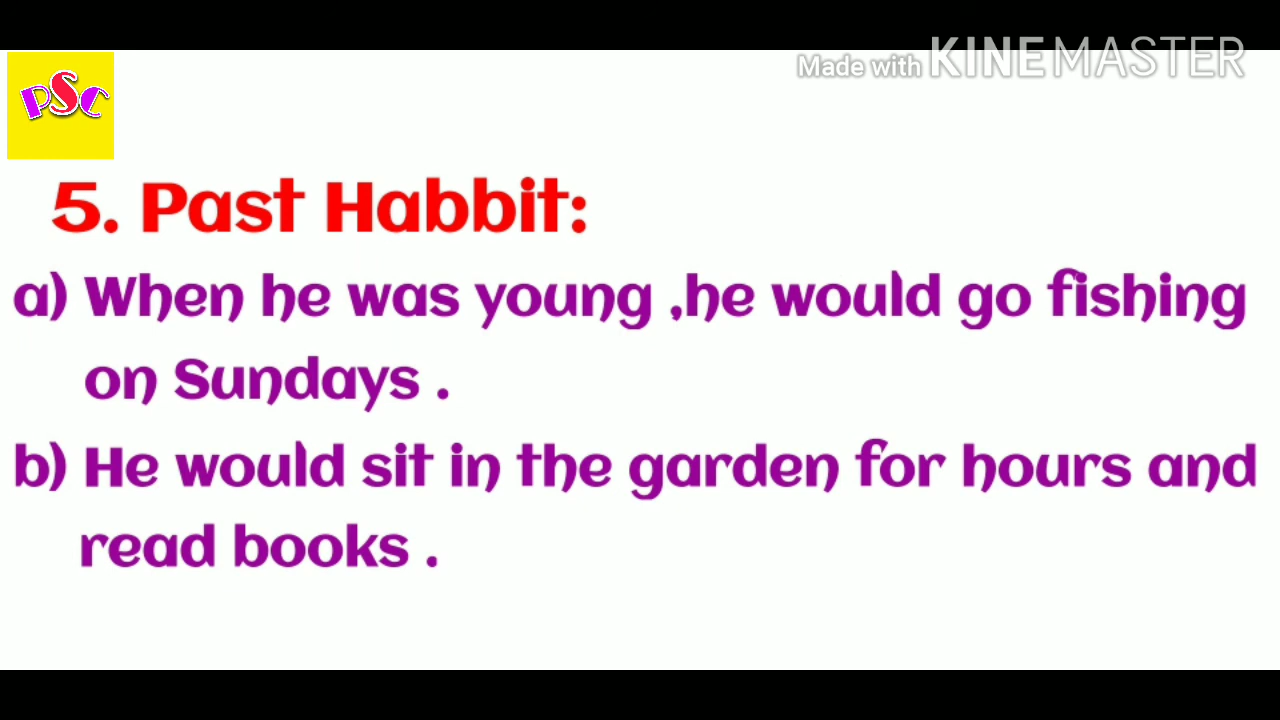 Made with KINEMASTER
PSC
5. Past Habbit:
a) When he was young ,he would go fishing
on Sundays .
b) He would sit in the garden for hours and
read books .